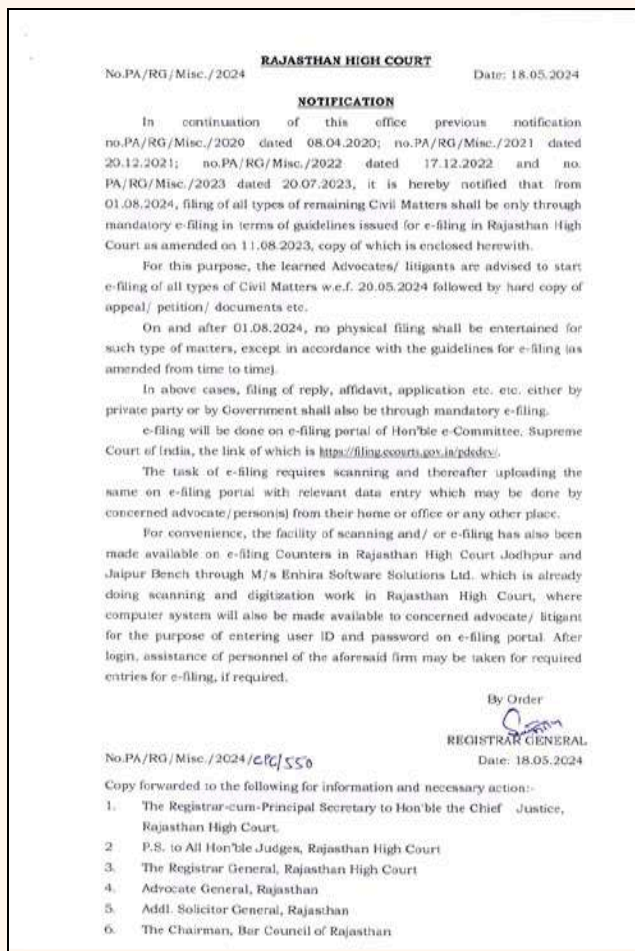 RAJASTHAN HIGH COURT
No.PA/RG/Misc./2024 Date: 18.05.2024
NOTIFICATION
In continuation of this office previous notification
no.PA/RG/Misc./2020 dated 08.04.2020; no.PA/RG/Misc./2021 dated
20.12.2021; no.PA/RG/Misc./2022 dated 17.12.2022 and no.
PA/RG/Misc./2023 dated 20.07.2023, it is hereby notified that from
01.08.2024, filing of all types of remaining Civil Matters shall be only through
mandatory e-filing in terms of guidelines issued for e-filing in Rajasthan High
Court as amended on 11.08.2023, copy of which is enclosed herewith.
For this purpose, the learned Advocates/ litigants are advised to start
e-filing of all types of Civil Matters w.e.f. 20.05.2024 followed by hard copy of
appeal/ petition/ documents etc.
On and after 01.08.2024, no physical filing shall be entertained for
such type of matters, except in accordance with the guidelines for e-filing (as
amended from time to time).
In above cases, filing of reply, affidavit, application etc. etc. either by
private party or by Government shall also be through mandatory e-filing.
e-filing will be done on e-filing portal of Hon'ble e-Committee, Supreme
Court of India, the link of which is https://filing.ecourts.gov.in/pdedev/.
The task of e-filing requires scanning and thereafter uploading the
same on e-filing portal with relevant data entry which may be done by
concerned advocate/person(s) from their home or office or any other place.
For convenience, the facility of scanning and/ or e-filing has also been
made available on e-filing Counters in Rajasthan High Court Jodhpur and
Jaipur Bench through M/s Enhira Software Solutions Ltd. which is already
doing scanning and digitization work in Rajasthan High Court, where
computer system will also be made available to concerned advocate/ litigant
for the purpose of entering user ID and password on e-filing portal. After
login, assistance of personnel of the aforesaid firm may be taken for required
entries for e-filing, if required.
By Order
REGISTRAR GENERAL
No.PA/RG/Misc./2024/CPC/550 Date: 18.05.2024
Copy forwarded to the following for information and necessary action:-
1. The Registrar-cum-Principal Secretary to Hon'ble the Chief Justice,
Rajasthan High Court.
2 P.S. to All Hon'ble Judges, Rajasthan High Court
3. The Registrar General, Rajasthan High Court
4. Advocate General, Rajasthan
5. Addl. Solicitor General, Rajasthan
6. The Chairman, Bar Council of Rajasthan